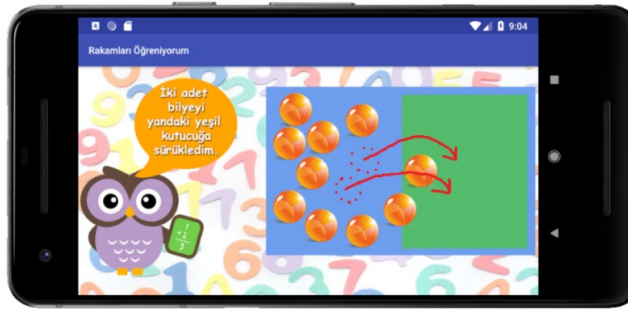 9:04
Rakamları Öğreniyorum
İki adet
bilyeyi
yandaki yeşil
kutucuğa
sürükledim.